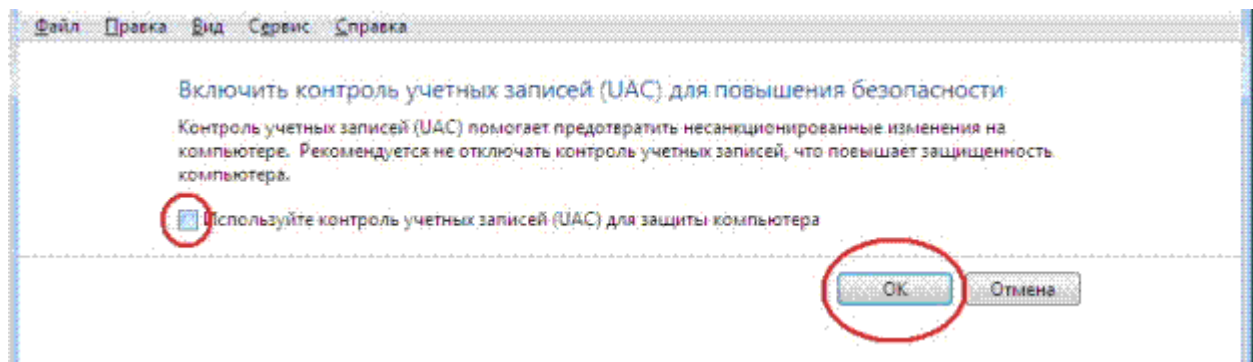 Файл Правка Вид Сервис Справка
Включить контроль учетных записей (UAC) для повышения безопасности
Контроль учетных записей (UAC) помогает предотвратить несанкционированные изменения на
компьютере. Рекомендуется не отключать контроль учетных записей, что повышает защищенность
компьютера.
Используйте контроль учетных записей (UAC) для защиты компьютера
ОК Отмена